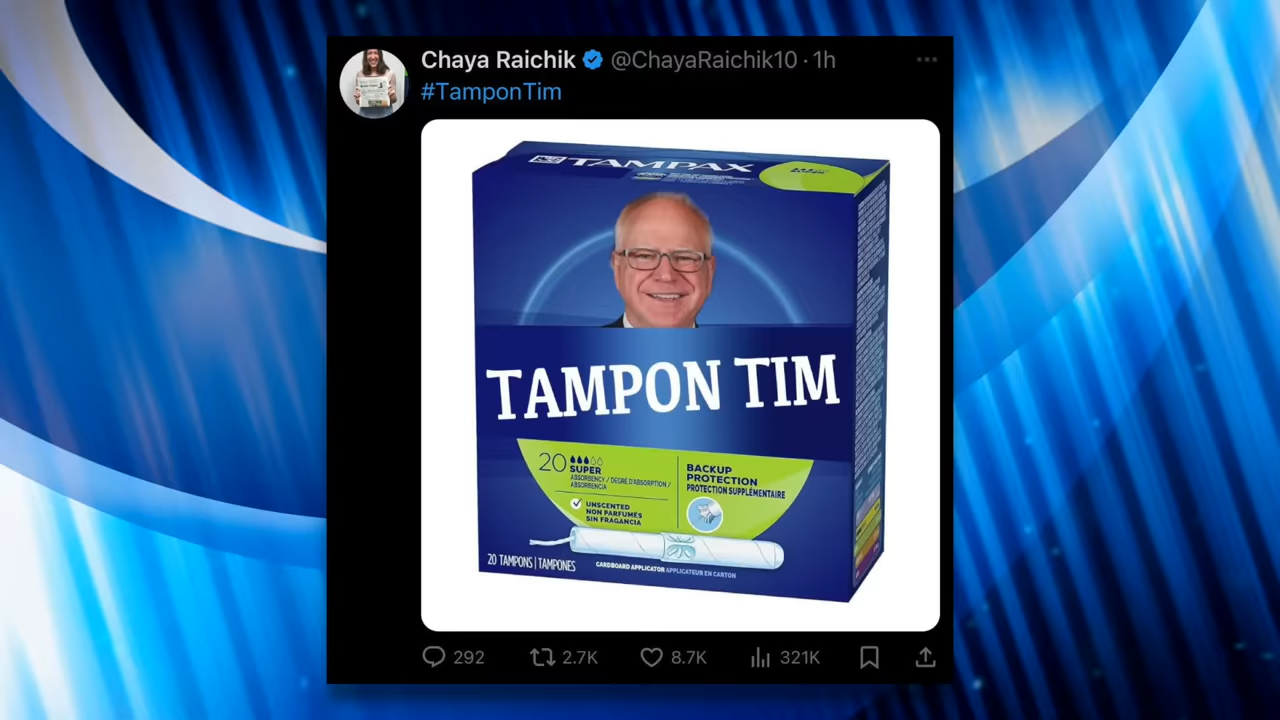 Chaya Raichik @ChayaRaichik10 · 1h
#TamponTim
TAMPAX
TAMPON TIM
20 SUPER
ABSORBENCY / DEGRÉ D'ABSORPTION /
ABSORBENCIA
UNSCENTED
NON PARFUMÉS
SIN FRAGANCIA
BACKUP
PROTECTION
PROTECTION SUPPLÉMENTAIRE
20 TAMPONS | TAMPONES
CARDBOARD APPLICATOR APPLICATEUR EN CARTON
292 2.7K 8.7K 321K